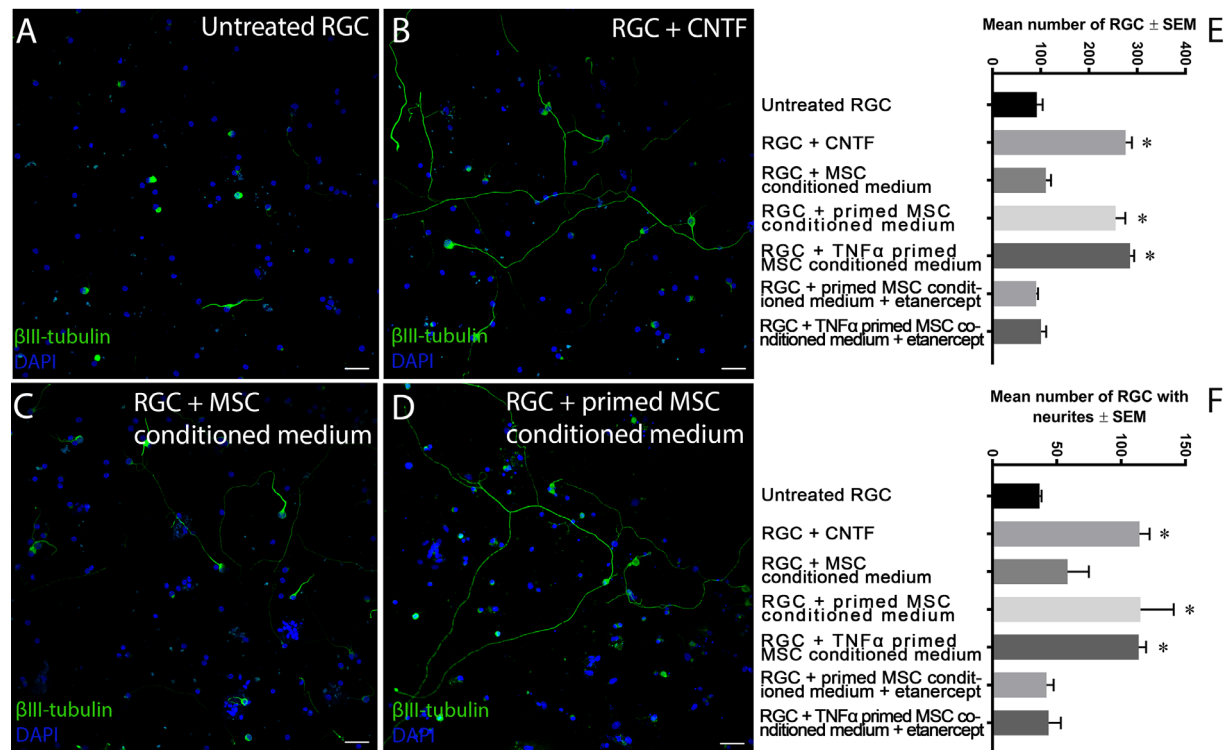 A
Untreated RGC
βIII-tubulin
DAPI
B
RGC + CNTF
C
RGC + MSC
conditioned medium
βIII-tubulin
DAPI
D
RGC + primed MSC
conditioned medium
βIII-tubulin
DAPI
E
Mean number of RGC ± SEM
0 100 200 300 400
Untreated RGC
RGC + CNTF
*
RGC + MSC
conditioned medium
RGC + primed MSC
conditioned medium
*
RGC + TNFα primed
MSC conditioned medium
*
RGC + primed MSC condit-
ioned medium + etanercept
RGC + TNFα primed MSC co-
nditioned medium + etanercept
F
Mean number of RGC with
neurites ± SEM
0 50 100 150
Untreated RGC
RGC + CNTF
*
RGC + MSC
conditioned medium
RGC + primed MSC
conditioned medium
*
RGC + TNFα primed
MSC conditioned medium
*
RGC + primed MSC condit-
ioned medium + etanercept
RGC + TNFα primed MSC co-
nditioned medium + etanercept